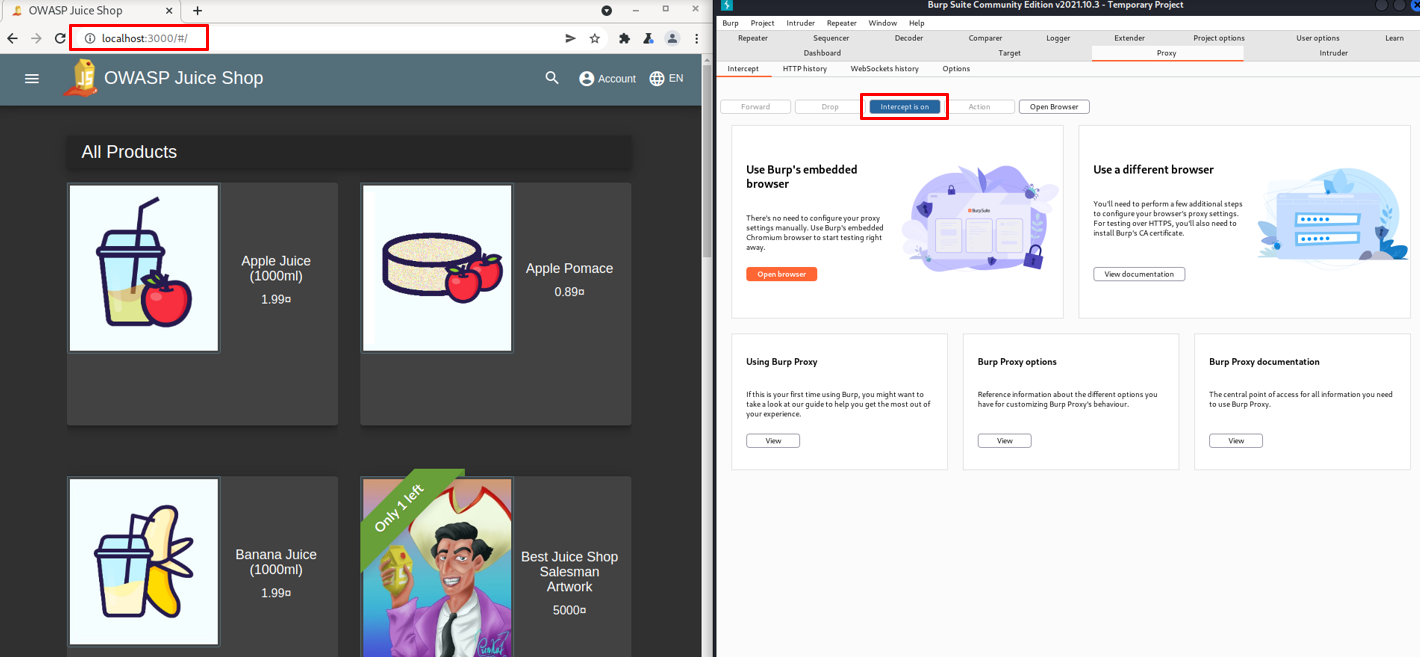 OWASP Juice Shop
localhost:3000/#/
OWASP Juice Shop
Account
EN
All Products
Apple Juice
(1000ml)
1.99¤
Apple Pomace
0.89¤
Banana Juice
(1000ml)
1.99¤
Only 1 left
Best Juice Shop
Salesman
Artwork
5000¤
Burp Suite Community Edition v2021.10.3 - Temporary Project
Burp Project Intruder Repeater Window Help
Repeater Sequencer Decoder Comparer Logger Extender Project options User options Learn
Dashboard Target Proxy Intruder
Intercept HTTP history WebSockets history Options
Forward Drop Intercept is on Action Open Browser
Use Burp's embedded
browser
There's no need to configure your proxy
settings manually. Use Burp's embedded
Chromium browser to start testing right
away.
Open browser
BurpSuite
Use a different browser
You'll need to perform a few additional steps
to configure your browser's proxy settings.
For testing over HTTPS, you'll also need to
install Burp's CA certificate.
View documentation
Using Burp Proxy
If this is your first time using Burp, you might want to
take a look at our guide to help you get the most out of
your experience.
View
Burp Proxy options
Reference information about the different options you
have for customizing Burp Proxy's behaviour.
View
Burp Proxy documentation
The central point of access for all information you need
to use Burp Proxy.
View